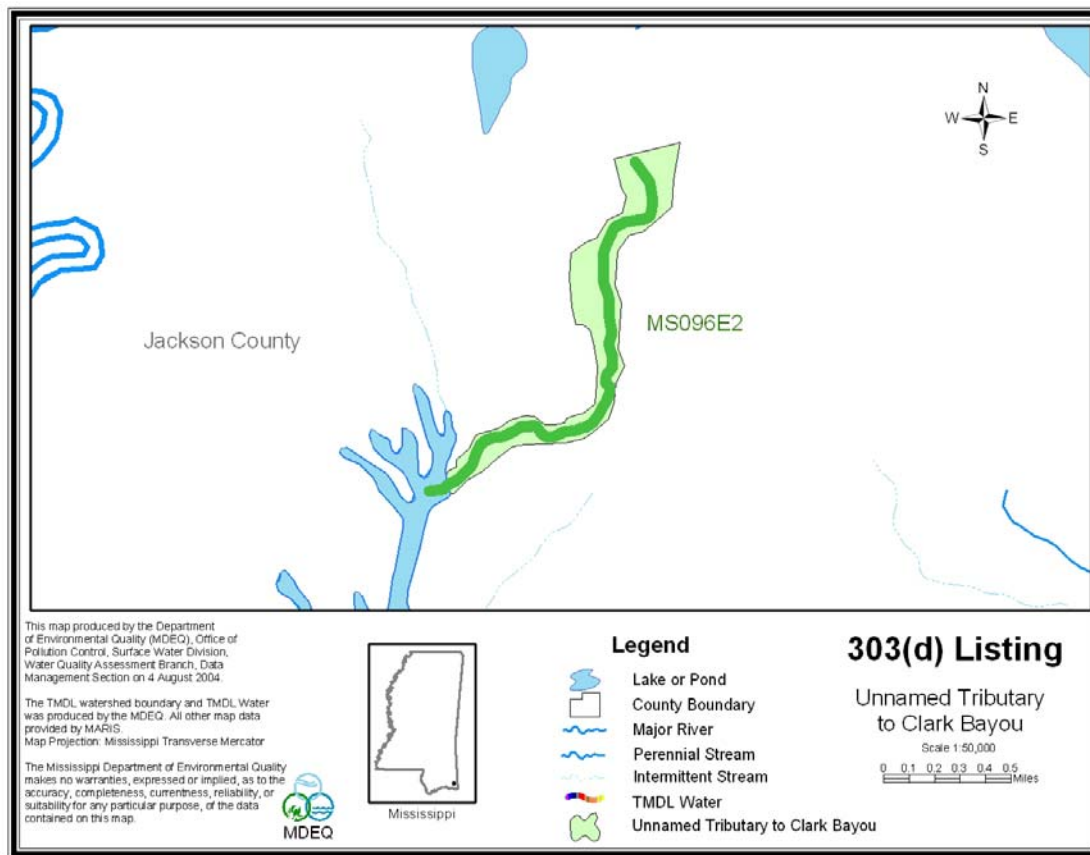 N
W E
S
Jackson County
MS096E2
This map produced by the Department
of Environmental Quality (MDEQ), Office of
Pollution Control, Surface Water Division,
Water Quality Assessment Branch, Data
Management Section on 4 August 2004.
The TMDL watershed boundary and TMDL Water
was produced by the MDEQ. All other map data
provided by MARIS.
Map Projection: Mississippi Transverse Mercator
The Mississippi Department of Environmental Quality
makes no warranties, expressed or implied, as to the
accuracy, completeness, currentness, reliability, or
suitability for any particular purpose, of the data
contained on this map.
MDEQ
Mississippi
Legend
Lake or Pond
County Boundary
Major River
Perennial Stream
Intermittent Stream
TMDL Water
Unnamed Tributary to Clark Bayou
303(d) Listing
Unnamed Tributary
to Clark Bayou
Scale 1:50,000
0 0.1 0.2 0.3 0.4 0.5
Miles